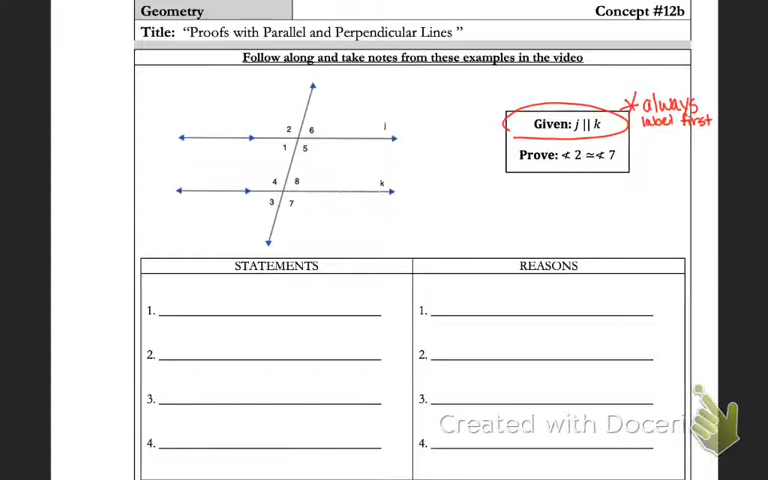 Geometry
Concept #12b
Title: “Proofs with Parallel and Perpendicular Lines ”
Follow along and take notes from these examples in the video
2 6
j
1 5
4 8
k
3 7
Given: j || k
Prove: ∢ 2 ≃∢ 7
* always
label first
STATEMENTS
REASONS
1.
1.
2.
2.
3.
3.
4.
4.
Created with Doceri